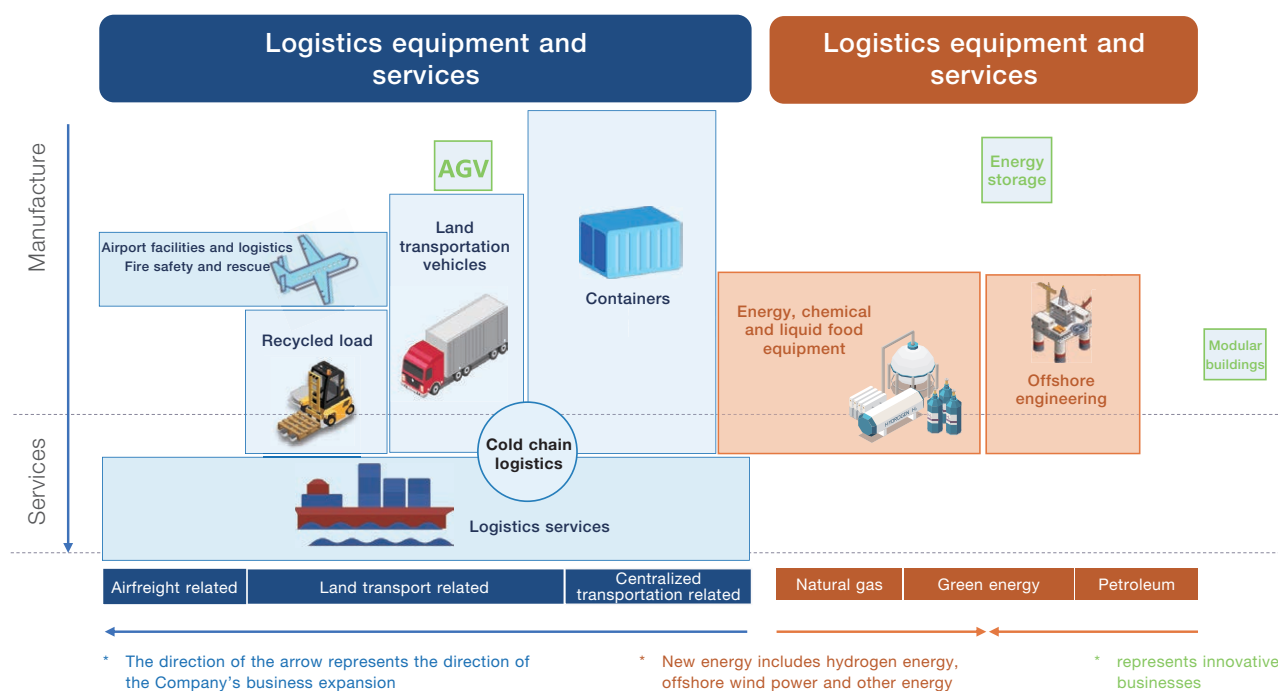 Logistics equipment and
services
Logistics equipment and
services
Manufacture
Services
AGV
Energy
storage
Airport facilities and logistics
Fire safety and rescue
Land
transportation
vehicles
Containers
Recycled load
Energy, chemical
and liquid food
equipment
HYDROGEN
Offshore
engineering
Modular
buildings
Cold chain
logistics
Logistics services
Airfreight related
Land transport related
Centralized
transportation related
Natural gas
Green energy
Petroleum
* The direction of the arrow represents the direction of
the Company's business expansion
* New energy includes hydrogen energy,
offshore wind power and other energy
* represents innovative
businesses